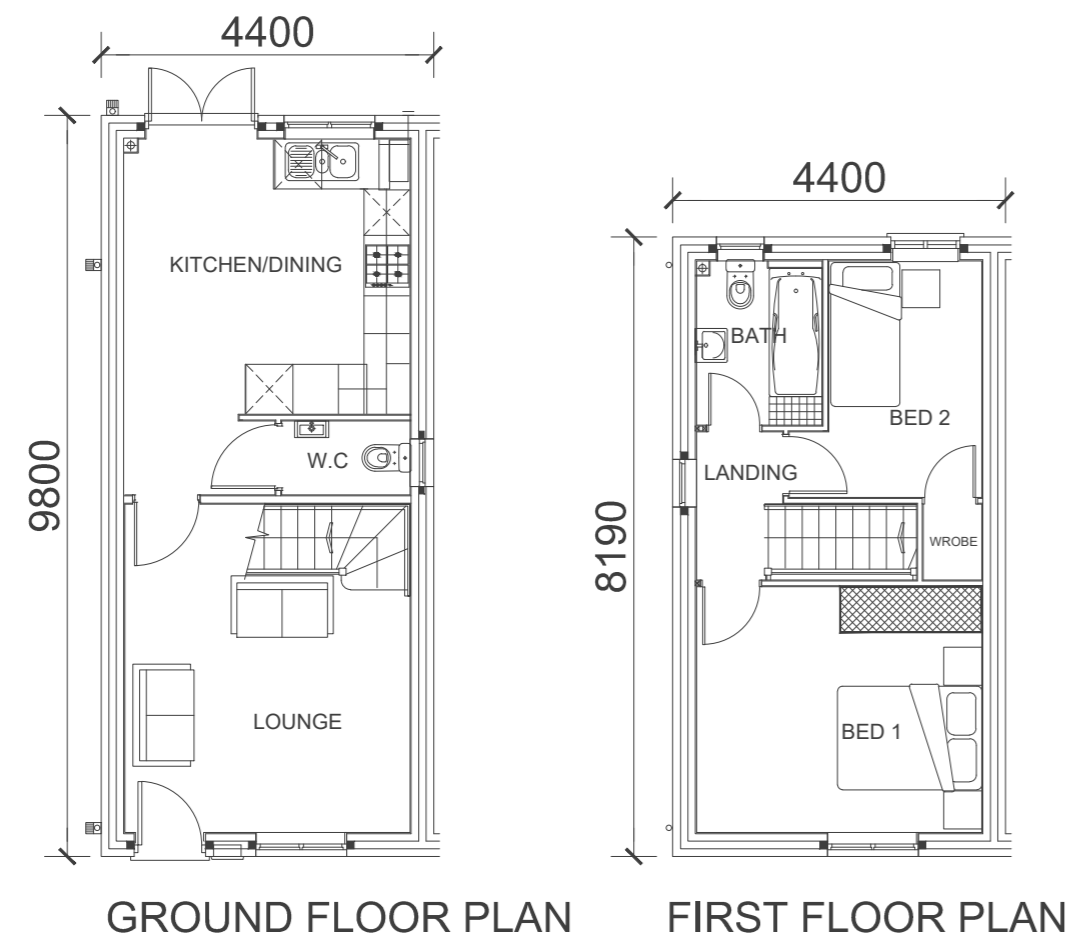 4400
9800
KITCHEN/DINING
W.C
LOUNGE
GROUND FLOOR PLAN
4400
8190
BATH
BED 2
LANDING
WROBE
BED 1
FIRST FLOOR PLAN